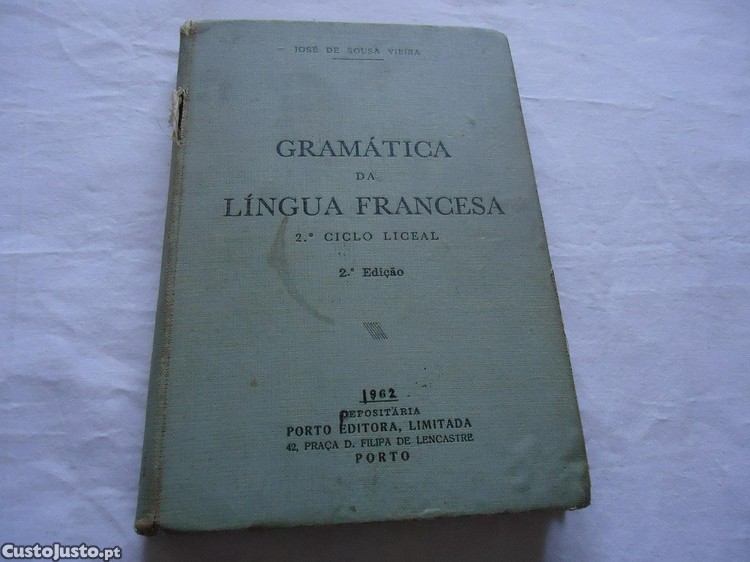 JOSÉ DE SOUSA VIEIRA
GRAMÁTICA
DA
LÍNGUA FRANCESA
2.º CICLO LICEAL
2.ª Edição
1962
DEPOSITÁRIA
PORTO EDITORA, LIMITADA
42, PRAÇA D. FILIPA DE LENCASTRE
PORTO
CustoJusto.pt